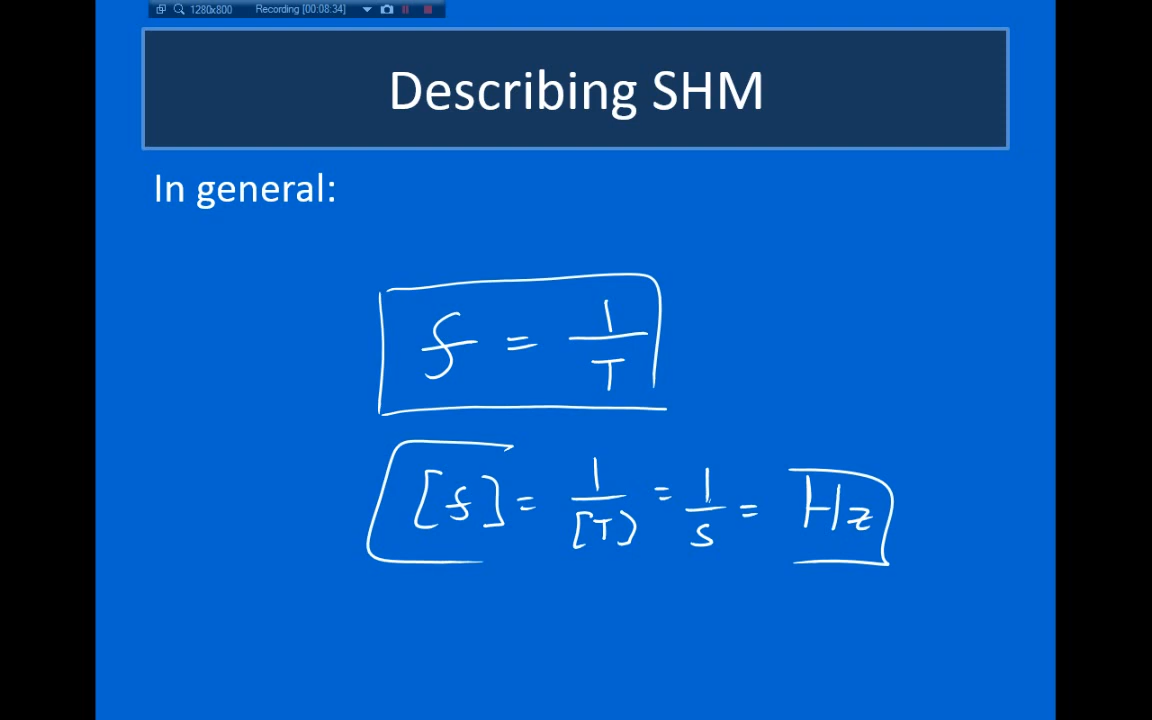 1280x800 Recording [00:08:34]
Describing SHM
In general:
f = 1/T
[f] = 1/[T] = 1/s = Hz